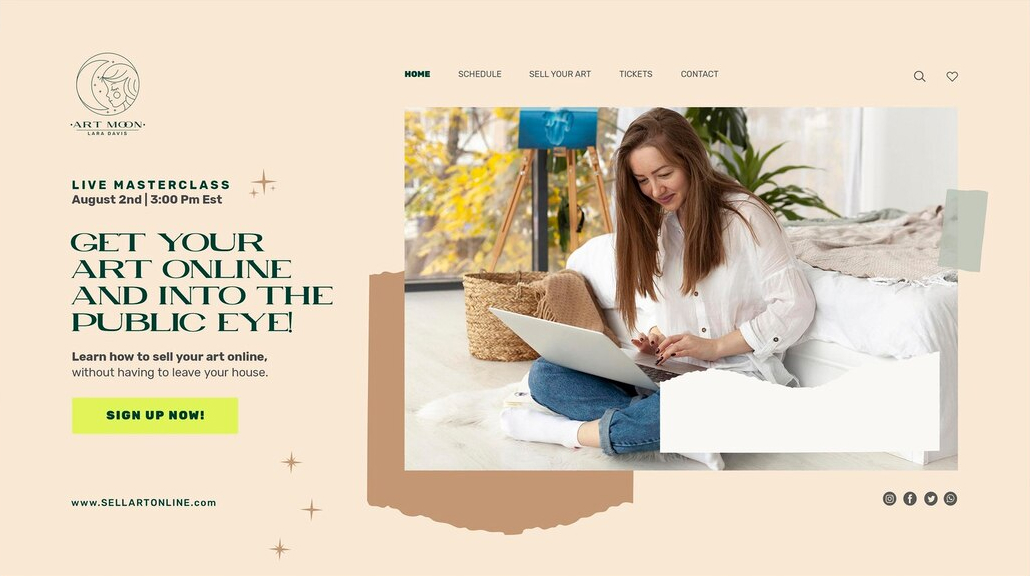 ·ART MOON·
LARA DAVIS
HOME SCHEDULE SELL YOUR ART TICKETS CONTACT
LIVE MASTERCLASS
August 2nd | 3:00 Pm Est
GET YOUR
ART ONLINE
AND INTO THE
PUBLIC EYE!
Learn how to sell your art online,
without having to leave your house.
SIGN UP NOW!
www.SELLARTONLINE.com